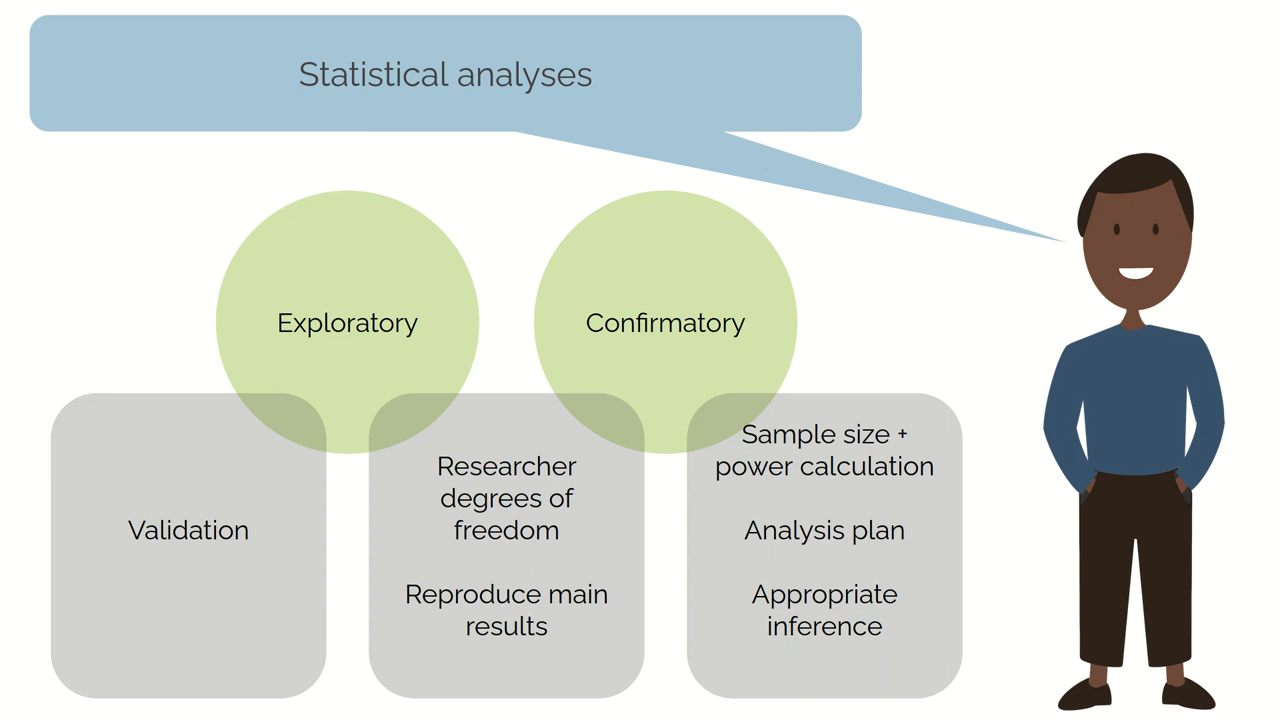 Statistical analyses
Exploratory
Confirmatory
Validation
Researcher
degrees of
freedom
Reproduce main
results
Sample size +
power calculation
Analysis plan
Appropriate
inference